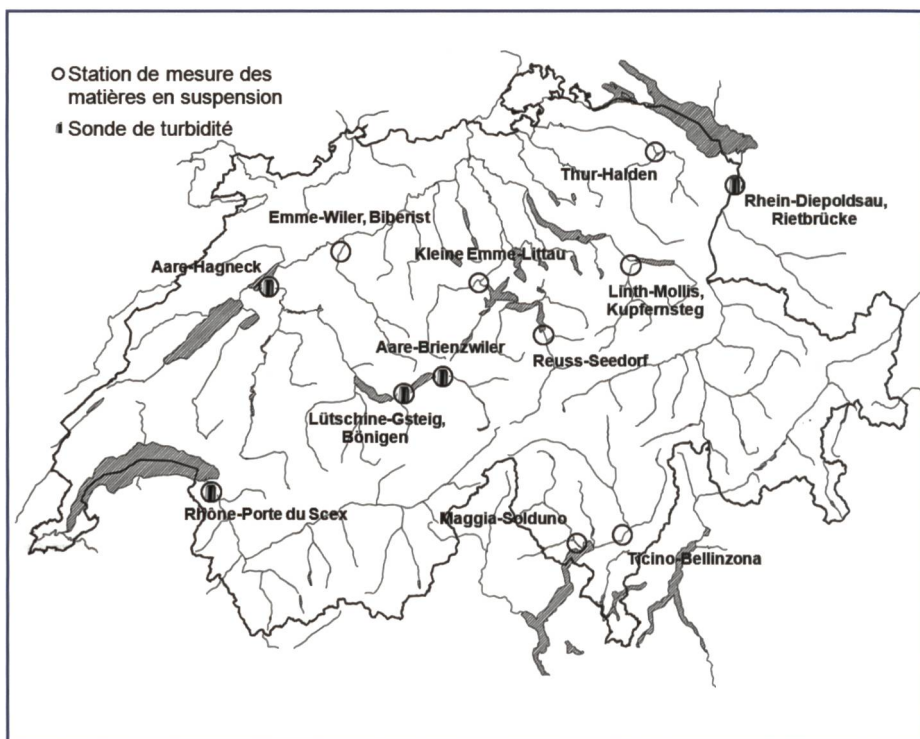 Station de mesure des
matières en suspension
Sonde de turbidité
Thur-Halden
Rhein-Diepoldsau,
Rietbrücke
Emme-Wiler, Biberist
Kleine Emme-Littau
Aare-Hagneck
Linth-Mollis,
Kupfernsteg
Aare-Brienzwiler
Reuss-Seedorf
Lütschine-Gsteig,
Bönigen
Rhône-Porte du Scex
Maggia-Solduno
Ticino-Bellinzona